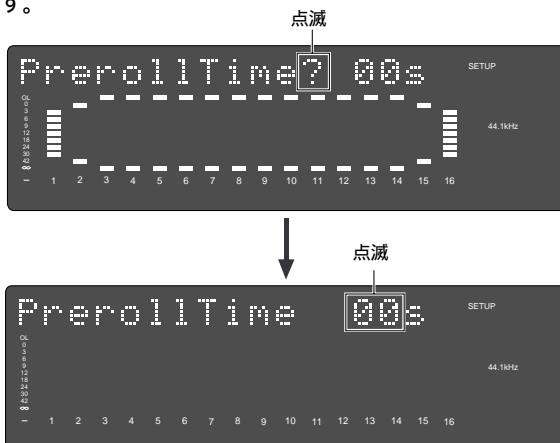 9。
点滅
PrerollTime? 00s
SETUP
OL
0
3
6
9
12
18
24
30
42
∞
44.1kHz
– 1 2 3 4 5 6 7 8 9 10 11 12 13 14 15 16
点滅
PrerollTime 00s
SETUP
OL
0
3
6
9
12
18
24
30
42
∞
44.1kHz
– 1 2 3 4 5 6 7 8 9 10 11 12 13 14 15 16